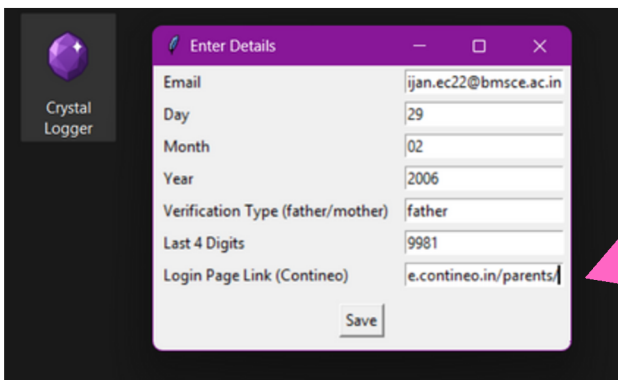 Crystal
Logger
Enter Details
Email ijan.ec22@bmsce.ac.in
Day 29
Month 02
Year 2006
Verification Type (father/mother) father
Last 4 Digits 9981
Login Page Link (Contineo) e.contineo.in/parents/
Save